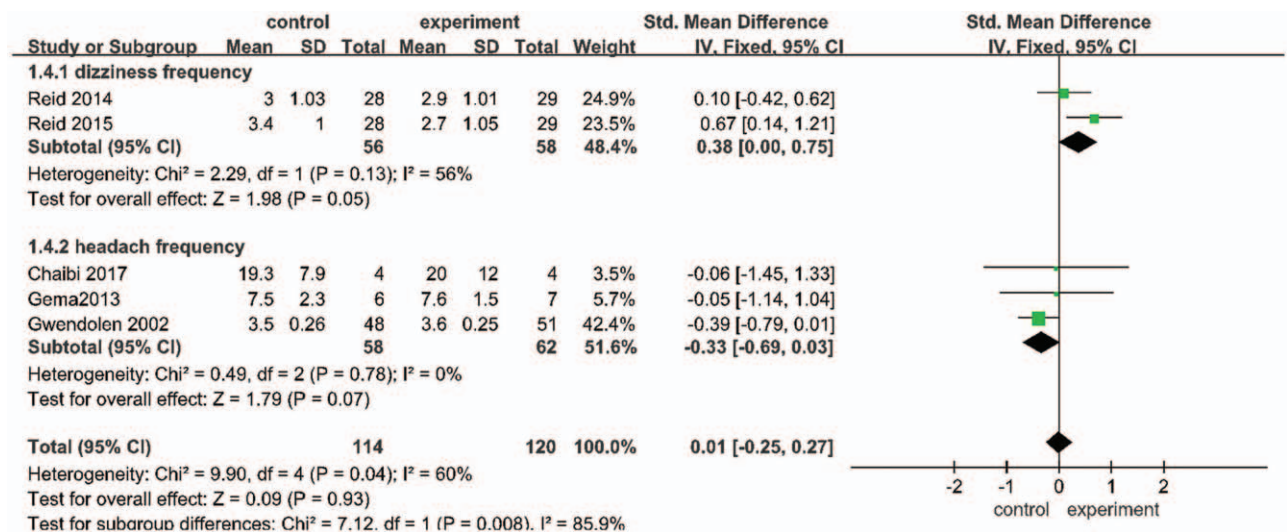 control experiment Std. Mean Difference Std. Mean Difference
Study or Subgroup Mean SD Total Mean SD Total Weight IV, Fixed, 95% CI IV, Fixed, 95% CI
1.4.1 dizziness frequency
Reid 2014 3 1.03 28 2.9 1.01 29 24.9% 0.10 [-0.42, 0.62]
Reid 2015 3.4 1 28 2.7 1.05 29 23.5% 0.67 [0.14, 1.21]
Subtotal (95% CI) 56 58 48.4% 0.38 [0.00, 0.75]
Heterogeneity: Chi² = 2.29, df = 1 (P = 0.13); I² = 56%
Test for overall effect: Z = 1.98 (P = 0.05)
1.4.2 headach frequency
Chaibi 2017 19.3 7.9 4 20 12 4 3.5% -0.06 [-1.45, 1.33]
Gema2013 7.5 2.3 6 7.6 1.5 7 5.7% -0.05 [-1.14, 1.04]
Gwendolen 2002 3.5 0.26 48 3.6 0.25 51 42.4% -0.39 [-0.79, 0.01]
Subtotal (95% CI) 58 62 51.6% -0.33 [-0.69, 0.03]
Heterogeneity: Chi² = 0.49, df = 2 (P = 0.78); I² = 0%
Test for overall effect: Z = 1.79 (P = 0.07)
Total (95% CI) 114 120 100.0% 0.01 [-0.25, 0.27]
Heterogeneity: Chi² = 9.90, df = 4 (P = 0.04); I² = 60%
Test for overall effect: Z = 0.09 (P = 0.93)
Test for subgroup differences: Chi² = 7.12, df = 1 (P = 0.008), I² = 85.9%
-2 -1 0 1 2
control experiment